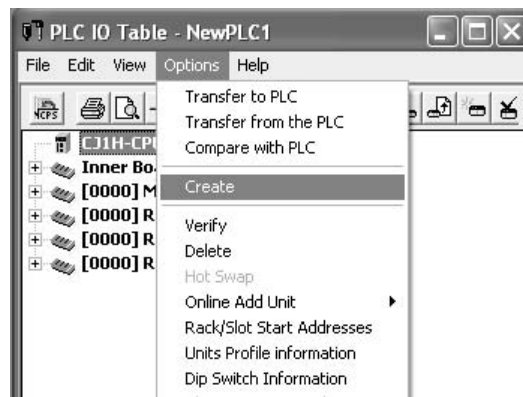 PLC IO Table - NewPLC1
File Edit View Options Help
NCPS
Transfer to PLC
Transfer from the PLC
Compare with PLC
Create
Verify
Delete
Hot Swap
Online Add Unit
Rack/Slot Start Addresses
Units Profile information
Dip Switch Information
CJ1H-CPU
Inner Bo
[0000] M
[0000] R
[0000] R
[0000] R